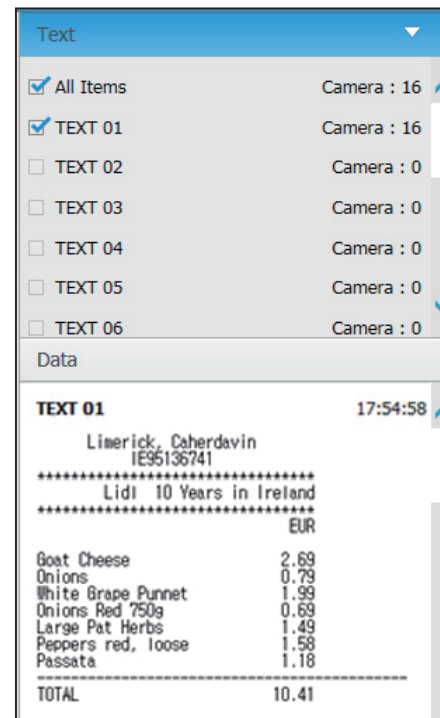 Text
All Items Camera : 16
TEXT 01 Camera : 16
TEXT 02 Camera : 0
TEXT 03 Camera : 0
TEXT 04 Camera : 0
TEXT 05 Camera : 0
TEXT 06 Camera : 0
Data
TEXT 01 17:54:58
Limerick, Caherdavin
IE95136741
***********************************
Lidl 10 Years in Ireland
***********************************
EUR
Goat Cheese 2.69
Onions 0.79
White Grape Punnet 1.99
Onions Red 750g 0.69
Large Pat Herbs 1.49
Peppers red, loose 1.58
Passata 1.18
----------------------------------------
TOTAL 10.41